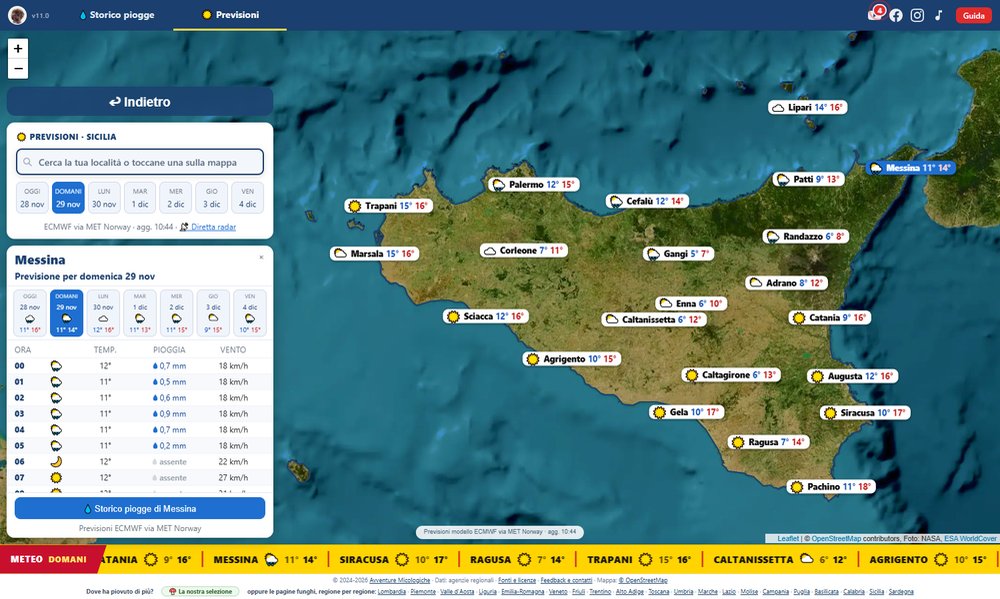 v11.0
Storico piogge
Previsioni
4
Guida
+
−
Indietro
PREVISIONI · SICILIA
Cerca la tua località o toccane una sulla mappa
OGGI DOMANI LUN MAR MER GIO VEN
28 nov 29 nov 30 nov 1 dic 2 dic 3 dic 4 dic
ECMWF via MET Norway · agg. 10:44 · Diretta radar
Messina ×
Previsione per domenica 29 nov
OGGI DOMANI LUN MAR MER GIO VEN
28 nov 29 nov 30 nov 1 dic 2 dic 3 dic 4 dic
11° 16° 11° 14° 12° 16° 11° 13° 11° 15° 9° 15° 10° 15°
ORA TEMP. PIOGGIA VENTO
00 12° 0,7 mm 18 km/h
01 11° 0,5 mm 18 km/h
02 11° 0,6 mm 18 km/h
03 11° 0,9 mm 18 km/h
04 11° 0,7 mm 18 km/h
05 11° 0,2 mm 18 km/h
06 12° assente 22 km/h
07 12° assente 27 km/h
Storico piogge di Messina
Previsioni ECMWF via MET Norway
Lipari 14° 16°
Messina 11° 14°
Patti 9° 13°
Palermo 12° 15°
Cefalù 12° 14°
Trapani 15° 16°
Randazzo 6° 8°
Marsala 15° 16°
Corleone 7° 11°
Gangi 5° 7°
Adrano 8° 12°
Enna 6° 10°
Sciacca 12° 16°
Caltanissetta 6° 12°
Catania 9° 16°
Agrigento 10° 15°
Caltagirone 6° 13°
Augusta 12° 16°
Gela 10° 17°
Siracusa 10° 17°
Ragusa 7° 14°
Pachino 11° 18°
Previsioni modello ECMWF via MET Norway · agg. 10:44
Leaflet | © OpenStreetMap contributors, Foto: NASA, ESA WorldCover
METEO DOMANI ATANIA 9° 16° MESSINA 11° 14° SIRACUSA 10° 17° RAGUSA 7° 14° TRAPANI 15° 16° CALTANISSETTA 6° 12° AGRIGENTO 10° 15°
© 2024-2026 Avventure Micologiche · Dati: agenzie regionali · Fonti e licenze · Feedback e contatti · Mappa: © OpenStreetMap
Dove ha piovuto di più? La nostra selezione oppure le pagine funghi, regione per regione: Lombardia · Piemonte · Valle d'Aosta · Liguria · Emilia-Romagna · Veneto · Friuli · Trentino · Alto Adige · Toscana · Umbria · Marche · Lazio · Molise · Campania · Puglia · Basilicata · Calabria · Sicilia · Sardegna